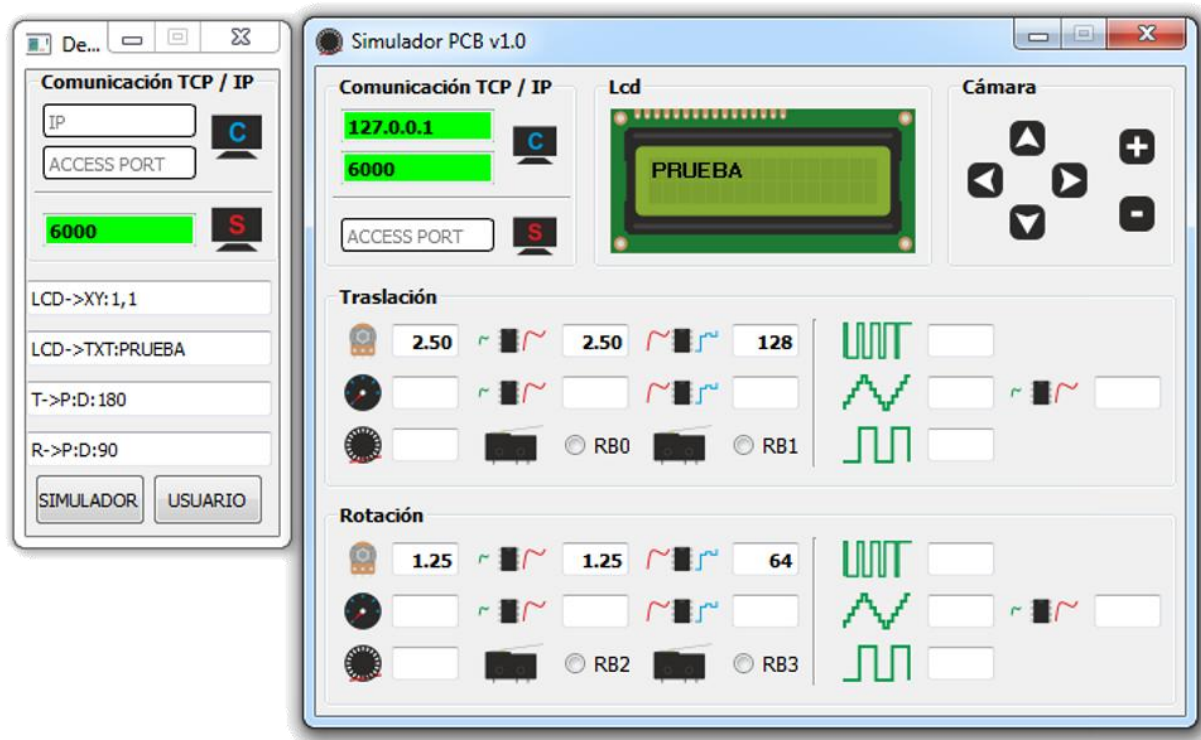 De...
Comunicación TCP / IP
IP
C
ACCESS PORT
6000
S
LCD->XY:1,1
LCD->TXT:PRUEBA
T->P:D:180
R->P:D:90
SIMULADOR USUARIO
Simulador PCB v1.0
Comunicación TCP / IP
127.0.0.1
C
6000
ACCESS PORT
S
Lcd
PRUEBA
Cámara
Traslación
2.50 2.50 128
RB0 RB1
Rotación
1.25 1.25 64
RB2 RB3